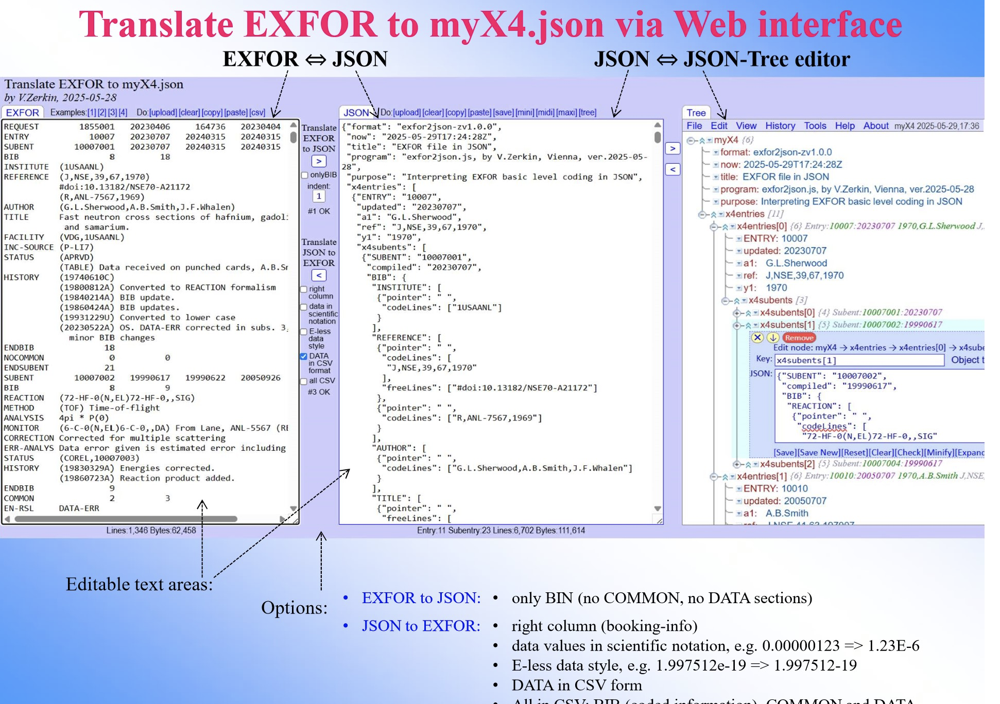 Translate EXFOR to myX4.json via Web interface
EXFOR ⇔ JSON
JSON ⇔ JSON-Tree editor
Translate EXFOR to myX4.json
by V.Zerkin, 2025-05-28
EXFOR Examples:[1] [2] [3] [4] Do:[upload] [clear] [copy] [paste] [csv]
REQUEST 1855001 20230406 164736 20230404
ENTRY 10007 20230707 20240315 20240315
SUBENT 10007001 20230707 20240315 20240315
BIB 8 18
INSTITUTE (1USAANL)
REFERENCE (J,NSE,39,67,1970)
#doi:10.13182/NSE70-A21172
(R,ANL-7567,1969)
AUTHOR (G.L.Sherwood,A.B.Smith,J.F.Whalen)
TITLE Fast neutron cross sections of hafnium,
and samarium.
FACILITY (VDG,1USAANL)
INC-SOURCE (P-LI7)
STATUS (APRVD)
(TABLE) Data received on punched cards,
HISTORY (19740610C)
(19800812A) Converted to REACTION formalism
(19840214A) BIB update.
(19860424A) BIB updates.
(19931229U) Converted to lower case
(20230522A) OS. DATA-ERR corrected in subs. 3,
minor BIB changes
ENDBIB 18
NOCOMMON 0 0
ENDSUBENT 21
SUBENT 10007002 19990617 19990622 20050926
BIB 8 9
REACTION (72-HF-0(N,EL)72-HF-0,,SIG)
METHOD (TOF) Time-of-flight
ANALYSIS 4pi * P(0)
MONITOR (6-C-0(N,EL)6-C-0,,DA) From Lane, ANL-5567
CORRECTION Corrected for multiple scattering
ERR-ANALYS Data error given is estimated error including
STATUS (COREL,10007003)
HISTORY (19830329A) Energies corrected.
(19860723A) Reaction product added.
ENDBIB 9
COMMON 2 3
EN-RSL DATA-ERR
Lines:1,346 Bytes:62,458
Translate
EXFOR
to JSON
>
onlyBIB
indent:
1
#1 OK
Translate
JSON to
EXFOR
<
right
column
data in
scientific
notation
E-less
data
style
DATA
in CSV
format
all CSV
#3 OK
JSON Do:[upload] [clear] [copy] [paste] [save] [mini] [midi] [maxi] [tree]
{"format": "exfor2json-zv1.0.0",
"now": "2025-05-29T17:24:28Z",
"title": "EXFOR file in JSON",
"program": "exfor2json.js, by V.Zerkin, Vienna, ver.2025-05-
28",
"purpose": "Interpreting EXFOR basic level coding in JSON",
"x4entries": [
{"ENTRY": "10007",
"updated": "20230707",
"a1": "G.L.Sherwood",
"ref": "J,NSE,39,67,1970",
"y1": "1970",
"x4subents": [
{"SUBENT": "10007001",
"compiled": "20230707",
"BIB": {
"INSTITUTE": [
{"pointer": " ",
"codeLines": ["1USAANL"]
}
],
"REFERENCE": [
{"pointer": " ",
"codeLines": [
"J,NSE,39,67,1970"
],
"freeLines": ["#doi:10.13182/NSE70-A21172"]
},
{"pointer": " ",
"codeLines": ["R,ANL-7567,1969"]
}
],
"AUTHOR": [
{"pointer": " ",
"codeLines": ["G.L.Sherwood,A.B.Smith,J.F.Whalen"]
}
],
"TITLE": [
{"pointer": " ",
"freeLines": [
Entry:11 Subentry:23 Lines:6,702 Bytes:111,614
>
<
Tree
File Edit View History Tools Help About myX4 2025-05-29,17:36
myX4 {6}
format: exfor2json-zv1.0.0
now: 2025-05-29T17:24:28Z
title: EXFOR file in JSON
program: exfor2json.js, by V.Zerkin, Vienna, ver.2025-05-28
purpose: Interpreting EXFOR basic level coding in JSON
x4entries [11]
x4entries[0] {6} Entry:10007:20230707 1970,G.L.Sherwood J,
ENTRY: 10007
updated: 20230707
a1: G.L.Sherwood
ref: J,NSE,39,67,1970
y1: 1970
x4subents [3]
x4subents[0] {4} Subent:10007001:20230707
x4subents[1] {5} Subent:10007002:19990617
Remove
Edit node: myX4 → x4entries → x4entries[0] →
Key: x4subents[1] Object
JSON: {"SUBENT": "10007002",
"compiled": "19990617",
"BIB": {
"REACTION": [
{"pointer": " ",
"codeLines": [
"72-HF-0(N,EL)72-HF-0,,SIG"
[Save][Save New][Reset][Clear][Check][Minify][Expand
x4subents[2] {5} Subent:10007004:19990617
x4entries[1] {6} Entry:10010:20050707 1970,A.B.Smith J,NSE,
ENTRY: 10010
updated: 20050707
a1: A.B.Smith
Editable text areas:
Options:
• EXFOR to JSON: • only BIN (no COMMON, no DATA sections)
• JSON to EXFOR: • right column (booking-info)
• data values in scientific notation, e.g. 0.00000123 => 1.23E-6
• E-less data style, e.g. 1.997512e-19 => 1.997512-19
• DATA in CSV form
• All in CSV: BIB (coded information), COMMON and DATA